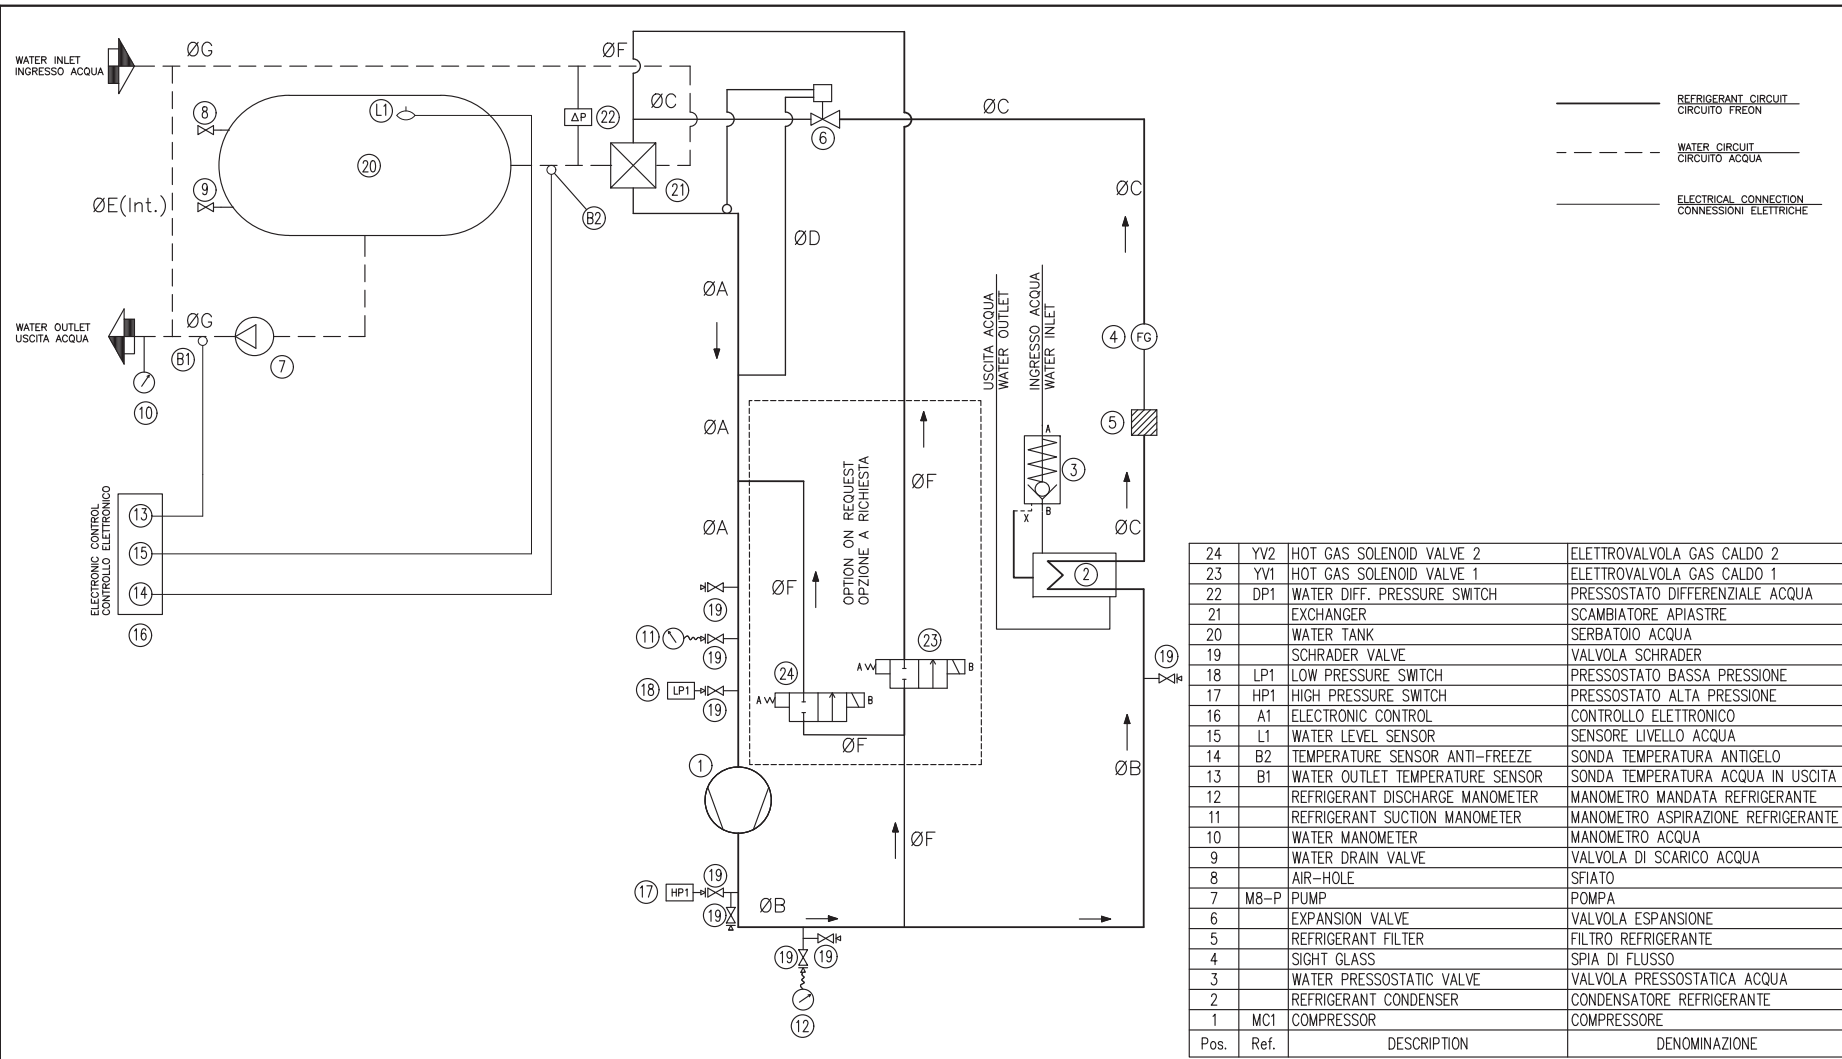 WATER INLET
INGRESSO ACQUA
ØG
ØF
8
L1
ΔP
22
ØC
6
ØC
20
9
ØE(Int.)
21
B2
ØD
ØC
REFRIGERANT CIRCUIT
CIRCUITO FREON
WATER CIRCUIT
CIRCUITO ACQUA
ELECTRICAL CONNECTION
CONNESSIONI ELETTRICHE
WATER OUTLET
USCITA ACQUA
ØG
B1
7
10
ØA
USCITA ACQUA
WATER OUTLET
INGRESSO ACQUA
WATER INLET
4
FG
5
ØA
A
3
B
X
ØF
OPTION ON REQUEST
OPZIONE A RICHIESTA
ELECTRONIC CONTROL
CONTROLLO ELETTRONICO
13
15
14
16
ØA
ØC
2
ØF
19
11
19
18
LP1
19
23
A
B
24
A
B
ØF
19
1
ØB
ØF
17
HP1
19
19
ØB
19
19
12
24 YV2 HOT GAS SOLENOID VALVE 2 ELETTROVALVOLA GAS CALDO 2
23 YV1 HOT GAS SOLENOID VALVE 1 ELETTROVALVOLA GAS CALDO 1
22 DP1 WATER DIFF. PRESSURE SWITCH PRESSOSTATO DIFFERENZIALE ACQUA
21 EXCHANGER SCAMBIATORE APIASTRE
20 WATER TANK SERBATOIO ACQUA
19 SCHRADER VALVE VALVOLA SCHRADER
18 LP1 LOW PRESSURE SWITCH PRESSOSTATO BASSA PRESSIONE
17 HP1 HIGH PRESSURE SWITCH PRESSOSTATO ALTA PRESSIONE
16 A1 ELECTRONIC CONTROL CONTROLLO ELETTRONICO
15 L1 WATER LEVEL SENSOR SENSORE LIVELLO ACQUA
14 B2 TEMPERATURE SENSOR ANTI-FREEZE SONDA TEMPERATURA ANTIGELO
13 B1 WATER OUTLET TEMPERATURE SENSOR SONDA TEMPERATURA ACQUA IN USCITA
12 REFRIGERANT DISCHARGE MANOMETER MANOMETRO MANDATA REFRIGERANTE
11 REFRIGERANT SUCTION MANOMETER MANOMETRO ASPIRAZIONE REFRIGERANTE
10 WATER MANOMETER MANOMETRO ACQUA
9 WATER DRAIN VALVE VALVOLA DI SCARICO ACQUA
8 AIR-HOLE SFIATO
7 M8-P PUMP POMPA
6 EXPANSION VALVE VALVOLA ESPANSIONE
5 REFRIGERANT FILTER FILTRO REFRIGERANTE
4 SIGHT GLASS SPIA DI FLUSSO
3 WATER PRESSOSTATIC VALVE VALVOLA PRESSOSTATICA ACQUA
2 REFRIGERANT CONDENSER CONDENSATORE REFRIGERANTE
1 MC1 COMPRESSOR COMPRESSORE
Pos. Ref. DESCRIPTION DENOMINAZIONE